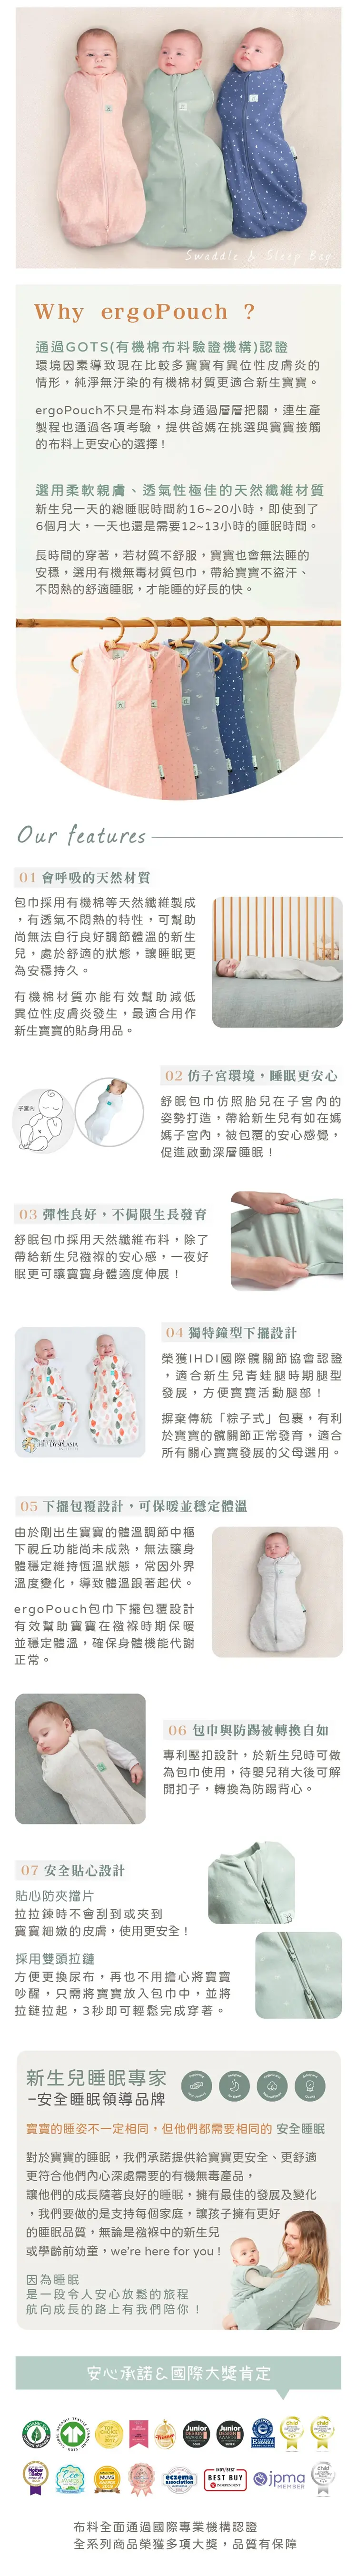 Swaddle & Sleep Bag
Why ergoPouch ?
通過GOTS(有機棉布料驗證機構)認證
環境因素導致現在比較多寶寶有異位性皮膚炎的
情形，純淨無汙染的有機棉材質更適合新生寶寶。
ergoPouch不只是布料本身通過層層把關，連生產
製程也通過各項考驗，提供爸媽在挑選與寶寶接觸
的布料上更安心的選擇！
選用柔軟親膚、透氣性極佳的天然纖維材質
新生兒一天的總睡眠時間約16~20小時，即使到了
6個月大，一天也還是需要12~13小時的睡眠時間。
長時間的穿著，若材質不舒服，寶寶也會無法睡的
安穩，選用有機無毒材質包巾，帶給寶寶不盜汗、
不悶熱的舒適睡眠，才能睡的好長的快。
Our features
01 會呼吸的天然材質
包巾採用有機棉等天然纖維製成
，有透氣不悶熱的特性，可幫助
尚無法自行良好調節體溫的新生
兒，處於舒適的狀態，讓睡眠更
為安穩持久。
有機棉材質亦能有效幫助減低
異位性皮膚炎發生，最適合用作
新生寶寶的貼身用品。
子宮內
02 仿子宮環境，睡眠更安心
舒眠包巾仿照胎兒在子宮內的
姿勢打造，帶給新生兒有如在媽
媽子宮內，被包覆的安心感覺，
促進啟動深層睡眠！
03 彈性良好，不侷限生長發育
舒眠包巾採用天然纖維布料，除了
帶給新生兒襁褓的安心感，一夜好
眠更可讓寶寶身體適度伸展！
04 獨特鐘型下擺設計
榮獲IHDI國際髖關節協會認證
，適合新生兒青蛙腿時期腿型
發展，方便寶寶活動腿部！
摒棄傳統「粽子式」包裹，有利
於寶寶的髖關節正常發育，適合
所有關心寶寶發展的父母選用。
HIP DYSPLASIA
05 下擺包覆設計，可保暖並穩定體溫
由於剛出生寶寶的體溫調節中樞
下視丘功能尚未成熟，無法讓身
體穩定維持恆溫狀態，常因外界
溫度變化，導致體溫跟著起伏。
ergoPouch包巾下擺包覆設計
有效幫助寶寶在襁褓時期保暖
並穩定體溫，確保身體機能代謝
正常。
06 包巾與防踢被轉換自如
專利壓扣設計，於新生兒時可做
為包巾使用，待嬰兒稍大後可解
開扣子，轉換為防踢背心。
07 安全貼心設計
貼心防夾擋片
拉拉鍊時不會刮到或夾到
寶寶細嫩的皮膚，使用更安全！
採用雙頭拉鏈
方便更換尿布，再也不用擔心將寶寶
吵醒，只需將寶寶放入包巾中，並將
拉鏈拉起，3秒即可輕鬆完成穿著。
新生兒睡眠專家
–安全睡眠領導品牌
寶寶的睡姿不一定相同，但他們都需要相同的 安全睡眠
對於寶寶的睡眠，我們承諾提供給寶寶更安全、更舒適
更符合他們內心深處需要的有機無毒產品，
讓他們的成長隨著良好的睡眠，擁有最佳的發展及變化
，我們要做的是支持每個家庭，讓孩子擁有更好
的睡眠品質，無論是襁褓中的新生兒
或學齡前幼童，we're here for you !
因為睡眠
是一段令人安心放鬆的旅程
航向成長的路上有我們陪你！
安心承諾&國際大獎肯定
Junior
Junior
eczema
association
BEST BUY
jpma
MEMBER
布料全面通過國際專業機構認證
全系列商品榮獲多項大獎，品質有保障